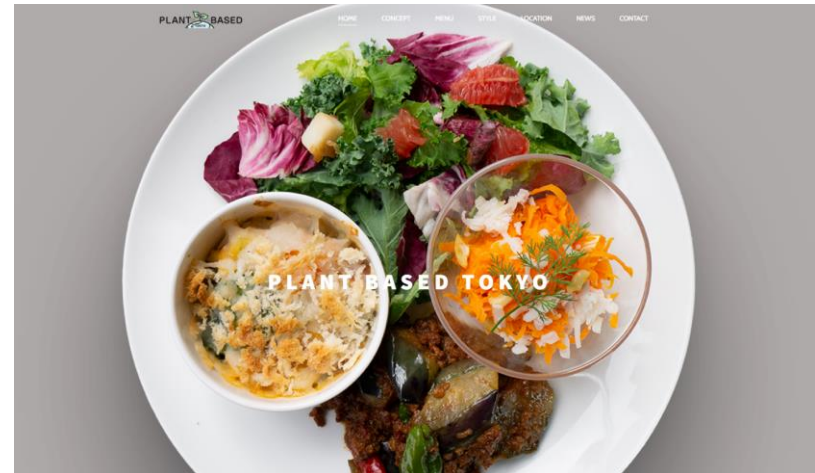 PLANT BASED
HOME CONCEPT MENU STYLE LOCATION NEWS CONTACT
PLANT BASED TOKYO